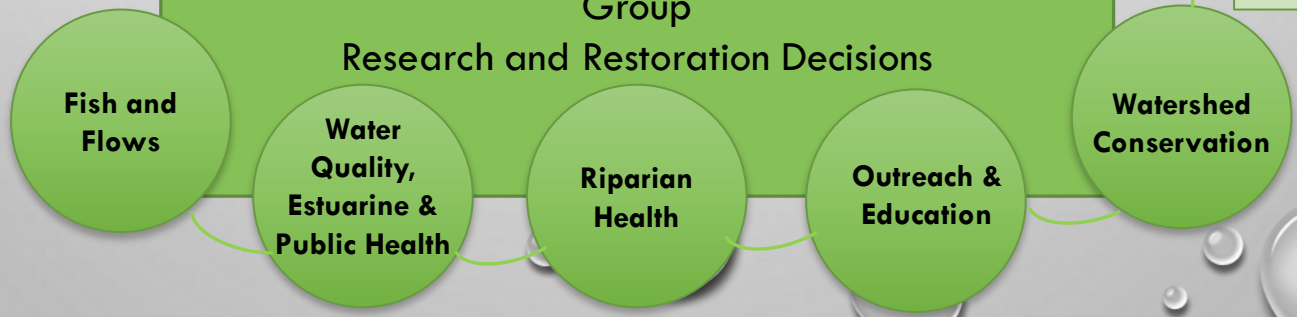 Group
Research and Restoration Decisions
Fish and
Flows
Water
Quality,
Estuarine &
Public Health
Riparian
Health
Outreach &
Education
Watershed
Conservation